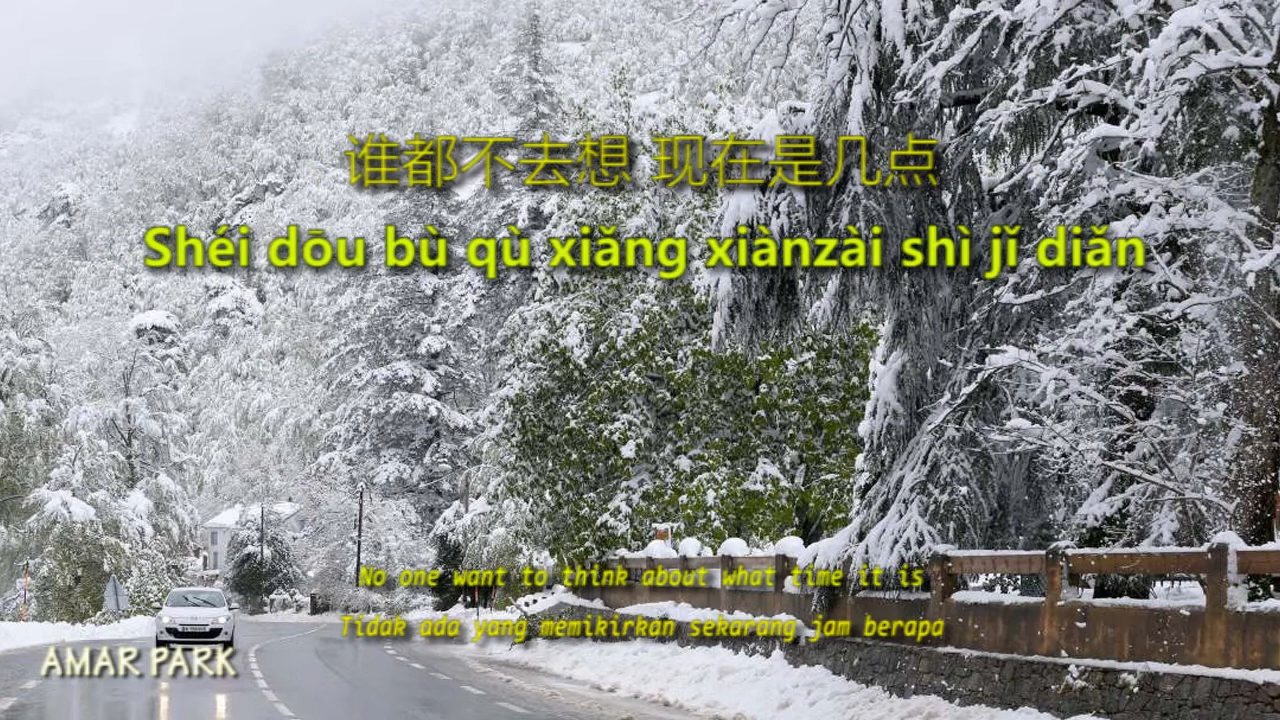 谁都不去想 现在是几点
Shéi dōu bù qù xiǎng xiànzài shì jǐ diǎn
No one want to think about what time it is
Tidak ada yang memikirkan sekarang jam berapa
AMAR PARK